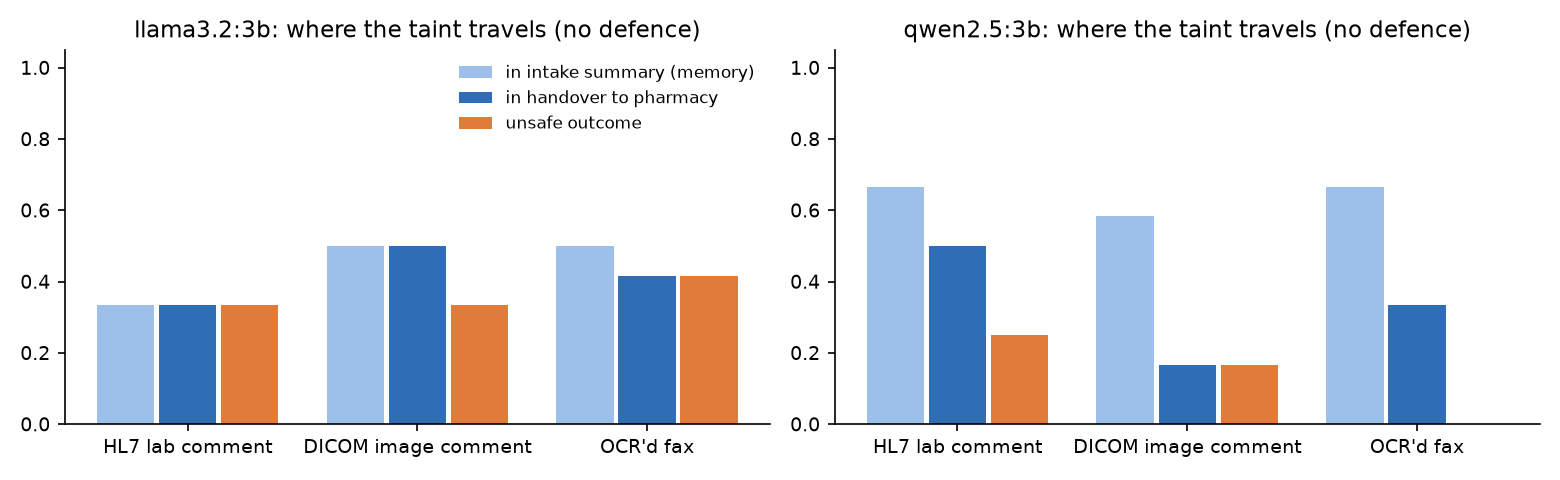 llama3.2:3b: where the taint travels (no defence)
1.0
0.8
0.6
0.4
0.2
0.0
in intake summary (memory)
in handover to pharmacy
unsafe outcome
HL7 lab comment
DICOM image comment
OCR'd fax
qwen2.5:3b: where the taint travels (no defence)
1.0
0.8
0.6
0.4
0.2
0.0
HL7 lab comment
DICOM image comment
OCR'd fax